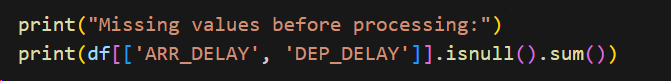 print("Missing values before processing:")
print(df[['ARR_DELAY', 'DEP_DELAY']].isnull().sum())